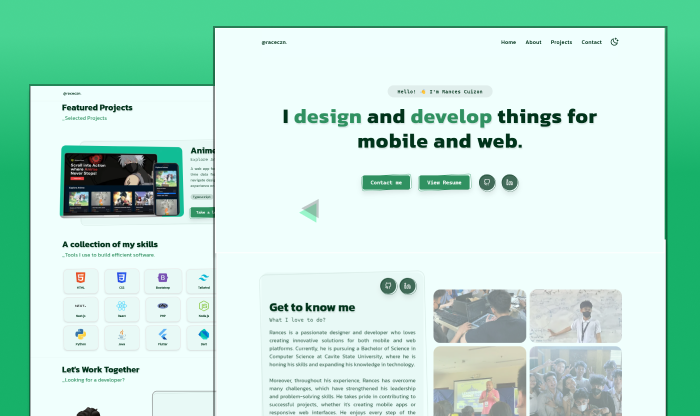 @raceczn.
Home About Projects Contact
Hello! 👋 I'm Rances Cuizon
I design and develop things for
mobile and web.
Contact me View Resume
Get to know me
What I love to do?
Rances is a passionate designer and developer who loves
creating innovative solutions for both mobile and web
platforms. Currently, he is pursuing a Bachelor of Science in
Computer Science at Cavite State University, where he is
honing his skills and expanding his knowledge in technology.
Moreover, throughout his experience, Rances has overcome
many challenges, which have strengthened his leadership
and problem-solving skills. He takes pride in contributing to
successful projects, whether it's creating mobile apps or
responsive web interfaces. He enjoys every step of the
@raceczn.
Featured Projects
_Selected Projects
Scroll Into Action
Where Anime
Never Stops!
Anime
Explore
A web app
Take a l
A collection of my skills
_Tools I use to build efficient software.
HTML CSS Bootstrap Tailwind
Next.js React PHP Node.js
Python Java Flutter Dart
Let's Work Together
_Looking for a developer?